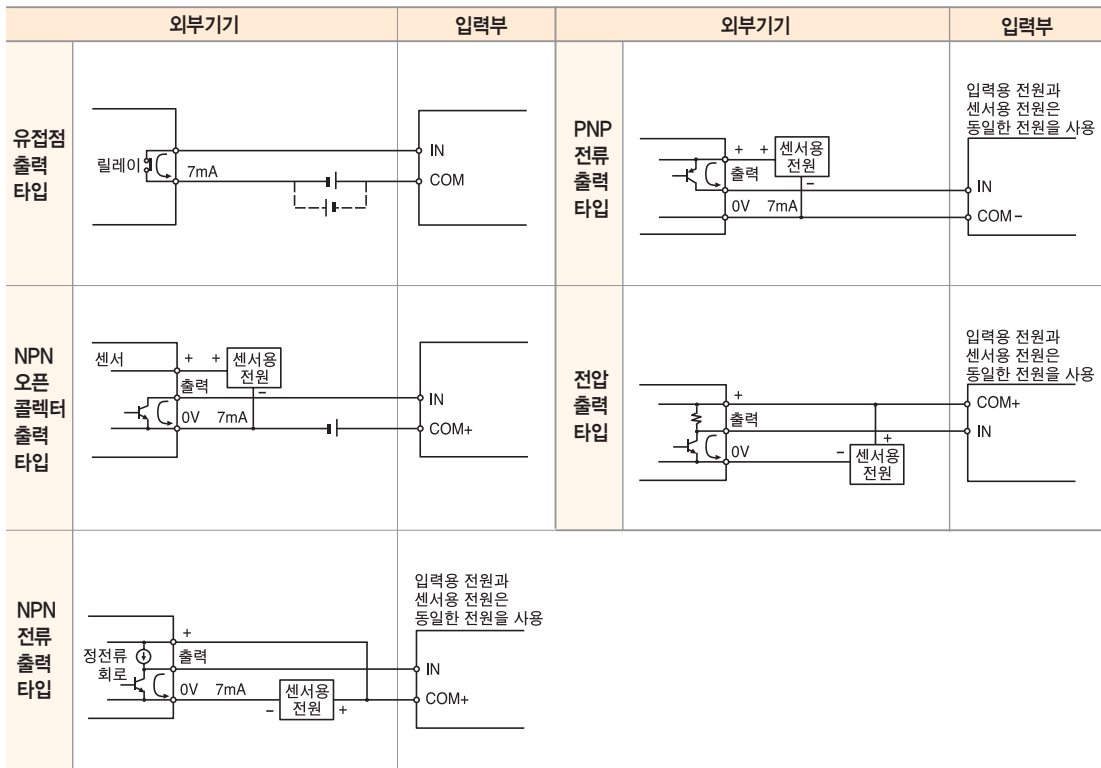 외부기기
입력부
외부기기
입력부
유접점
출력
타입
릴레이
7mA
IN
COM
PNP
전류
출력
타입
입력용 전원과
센서용 전원은
동일한 전원을 사용
+ + 센서용
전원
출력
–
0V 7mA
IN
COM–
NPN
오픈
콜렉터
출력
타입
센서
+ + 센서용
전원
출력
–
0V 7mA
IN
COM+
전압
출력
타입
입력용 전원과
센서용 전원은
동일한 전원을 사용
+
출력
0V
+
– 센서용
전원
COM+
IN
NPN
전류
출력
타입
입력용 전원과
센서용 전원은
동일한 전원을 사용
정전류
회로
+
출력
0V 7mA
– 센서용 +
전원
IN
COM+